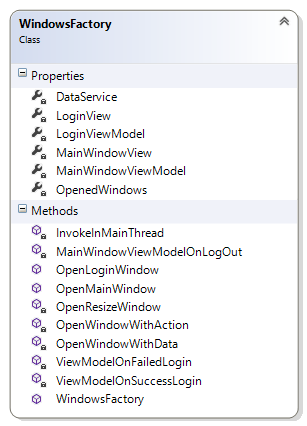 WindowsFactory
Class
Properties
DataService
LoginView
LoginViewModel
MainWindowView
MainWindowViewModel
OpenedWindows
Methods
InvokeInMainThread
MainWindowViewModelOnLogOut
OpenLoginWindow
OpenMainWindow
OpenResizeWindow
OpenWindowWithAction
OpenWindowWithData
ViewModelOnFailedLogin
ViewModelOnSuccessLogin
WindowsFactory